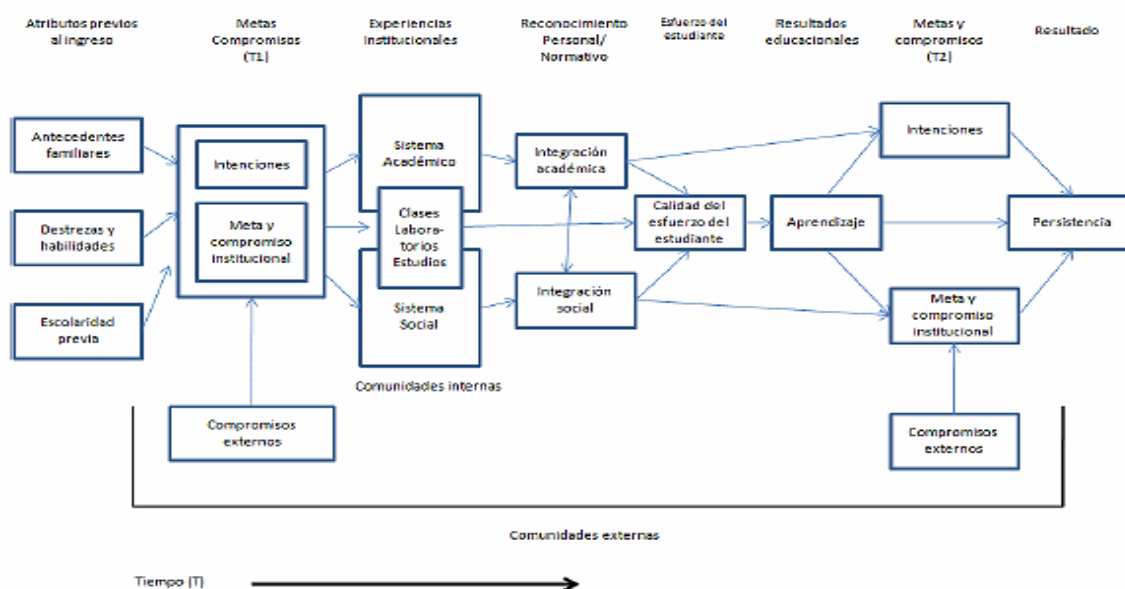 Atributos previos
al ingreso
Metas
Compromisos
(T1)
Experiencias
Institucionales
Reconocimiento
Personal/
Normativo
Esfuerzo del
estudiante
Resultados
educacionales
Metas y
compromisos
(T2)
Resultado
Antecedentes
familiares
Destrezas y
habilidades
Escolaridad
previa
Intenciones
Meta y
compromiso
institucional
Sistema
Académico
Clases
Labora-
torios
Estudios
Sistema
Social
Comunidades internas
Integración
académica
Integración
social
Calidad del
esfuerzo del
estudiante
Aprendizaje
Intenciones
Meta y
compromiso
institucional
Persistencia
Compromisos
externos
Compromisos
externos
Comunidades externas
Tiempo (T)